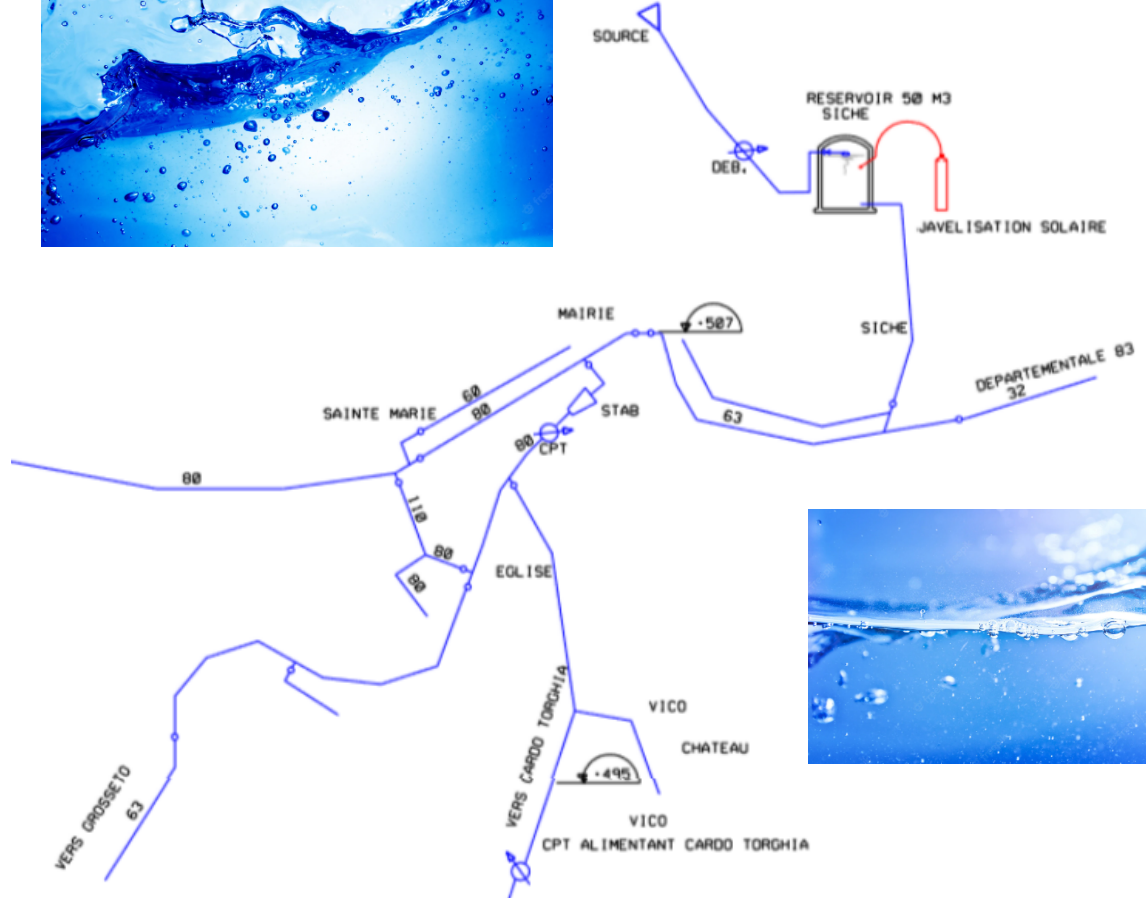 SOURCE
RESERVOIR 50 M3
SICHE
DEB.
JAVELISATION SOLAIRE
MAIRIE
.507
SICHE
DEPARTEMENTALE 83
32
60
80
SAINTE MARIE
STAB
63
80
CPT
80
110
80
80
EGLISE
VERS CARDO TORGHIA
VICO
CHATEAU
.495
VERS GROSSETO
63
VICO
CPT ALIMENTANT CARDO TORGHIA